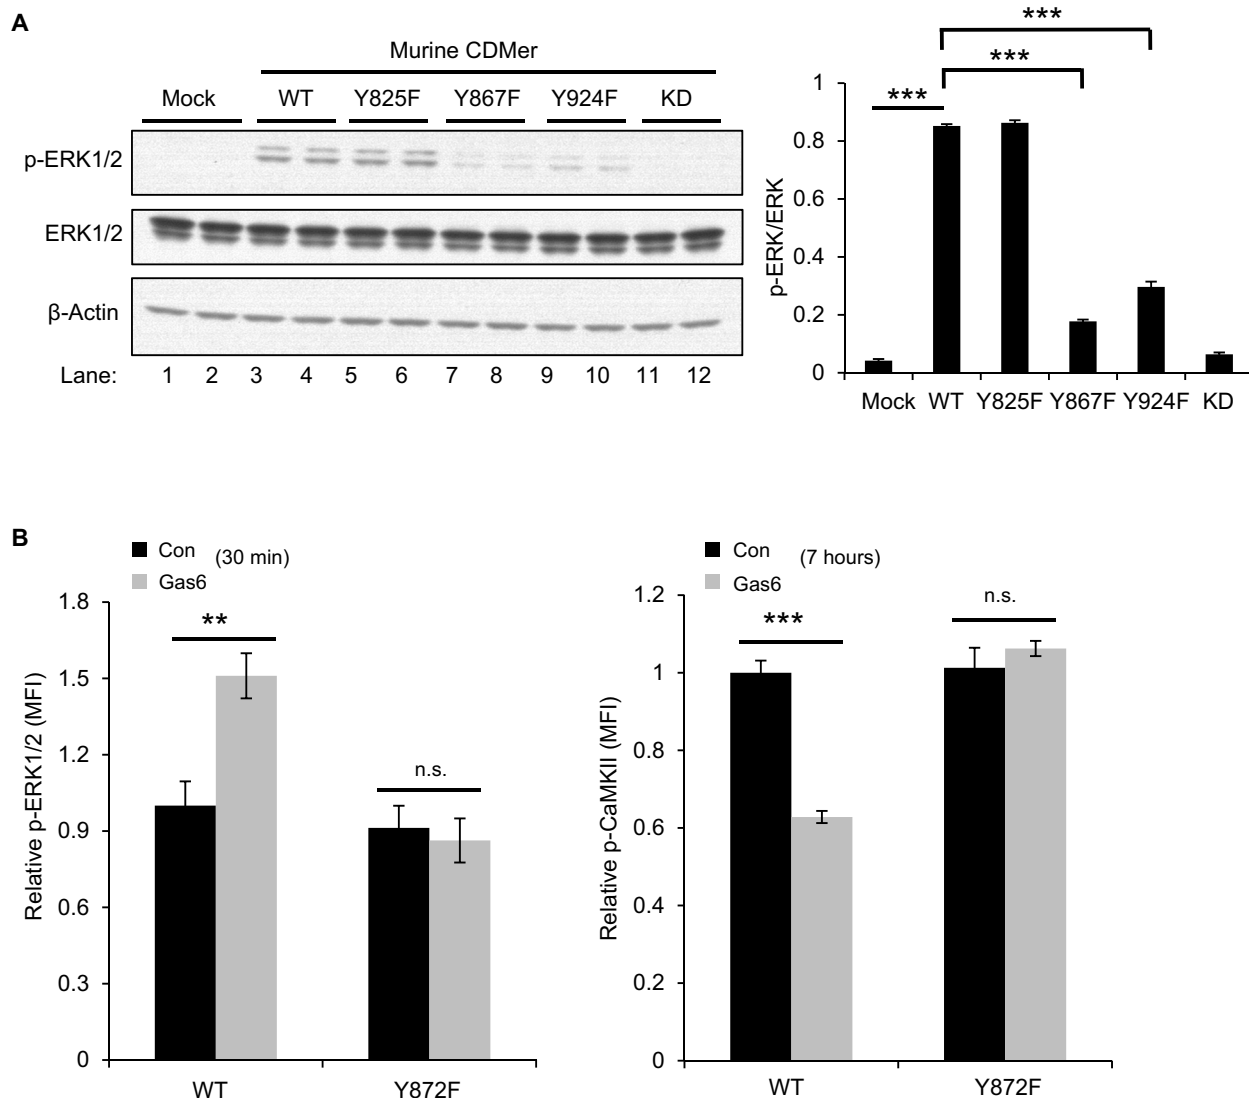 A
Murine CDMer
Mock WT Y825F Y867F Y924F KD
p-ERK1/2
ERK1/2
β-Actin
Lane: 1 2 3 4 5 6 7 8 9 10 11 12
***
***
***
p-ERK/ERK
1
0.8
0.6
0.4
0.2
0
Mock WT Y825F Y867F Y924F KD
B
Con (30 min)
Gas6
Relative p-ERK1/2 (MFI)
1.8
1.5
1.2
0.9
0.6
0.3
0
**
n.s.
WT Y872F
Con (7 hours)
Gas6
Relative p-CaMKII (MFI)
1.2
1
0.8
0.6
0.4
0.2
0
***
n.s.
WT Y872F